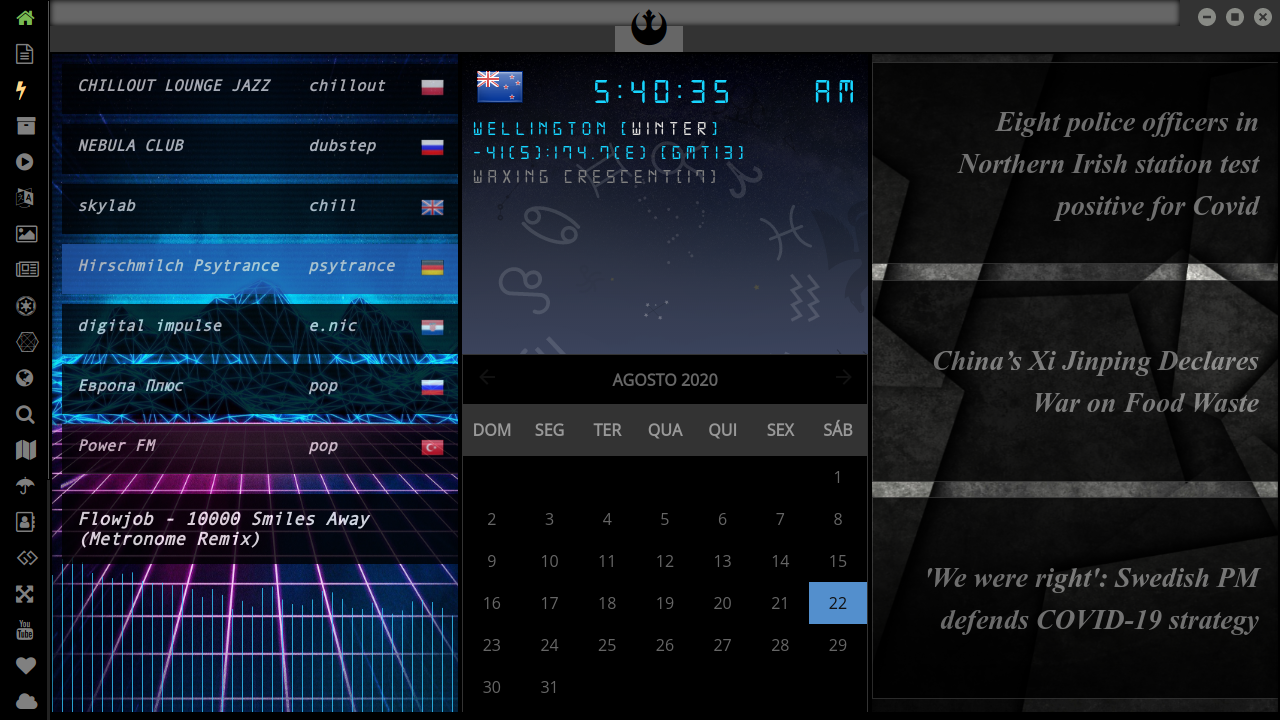 CHILLOUT LOUNGE JAZZ chillout
NEBULA CLUB dubstep
skylab chill
Hirschmilch Psytrance psytrance
digital impulse e.nic
Европа Плюс pop
Power FM pop
Flowjob - 10000 Smiles Away
(Metronome Remix)
5:40:35 AM
WELLINGTON (WINTER)
-41(S):174.7(E) (GMT13)
WAXING CRESCENT(17)
AGOSTO 2020
DOM SEG TER QUA QUI SEX SÁB
1
2 3 4 5 6 7 8
9 10 11 12 13 14 15
16 17 18 19 20 21 22
23 24 25 26 27 28 29
30 31
Eight police officers in
Northern Irish station test
positive for Covid
China’s Xi Jinping Declares
War on Food Waste
'We were right': Swedish PM
defends COVID-19 strategy
You
Tube